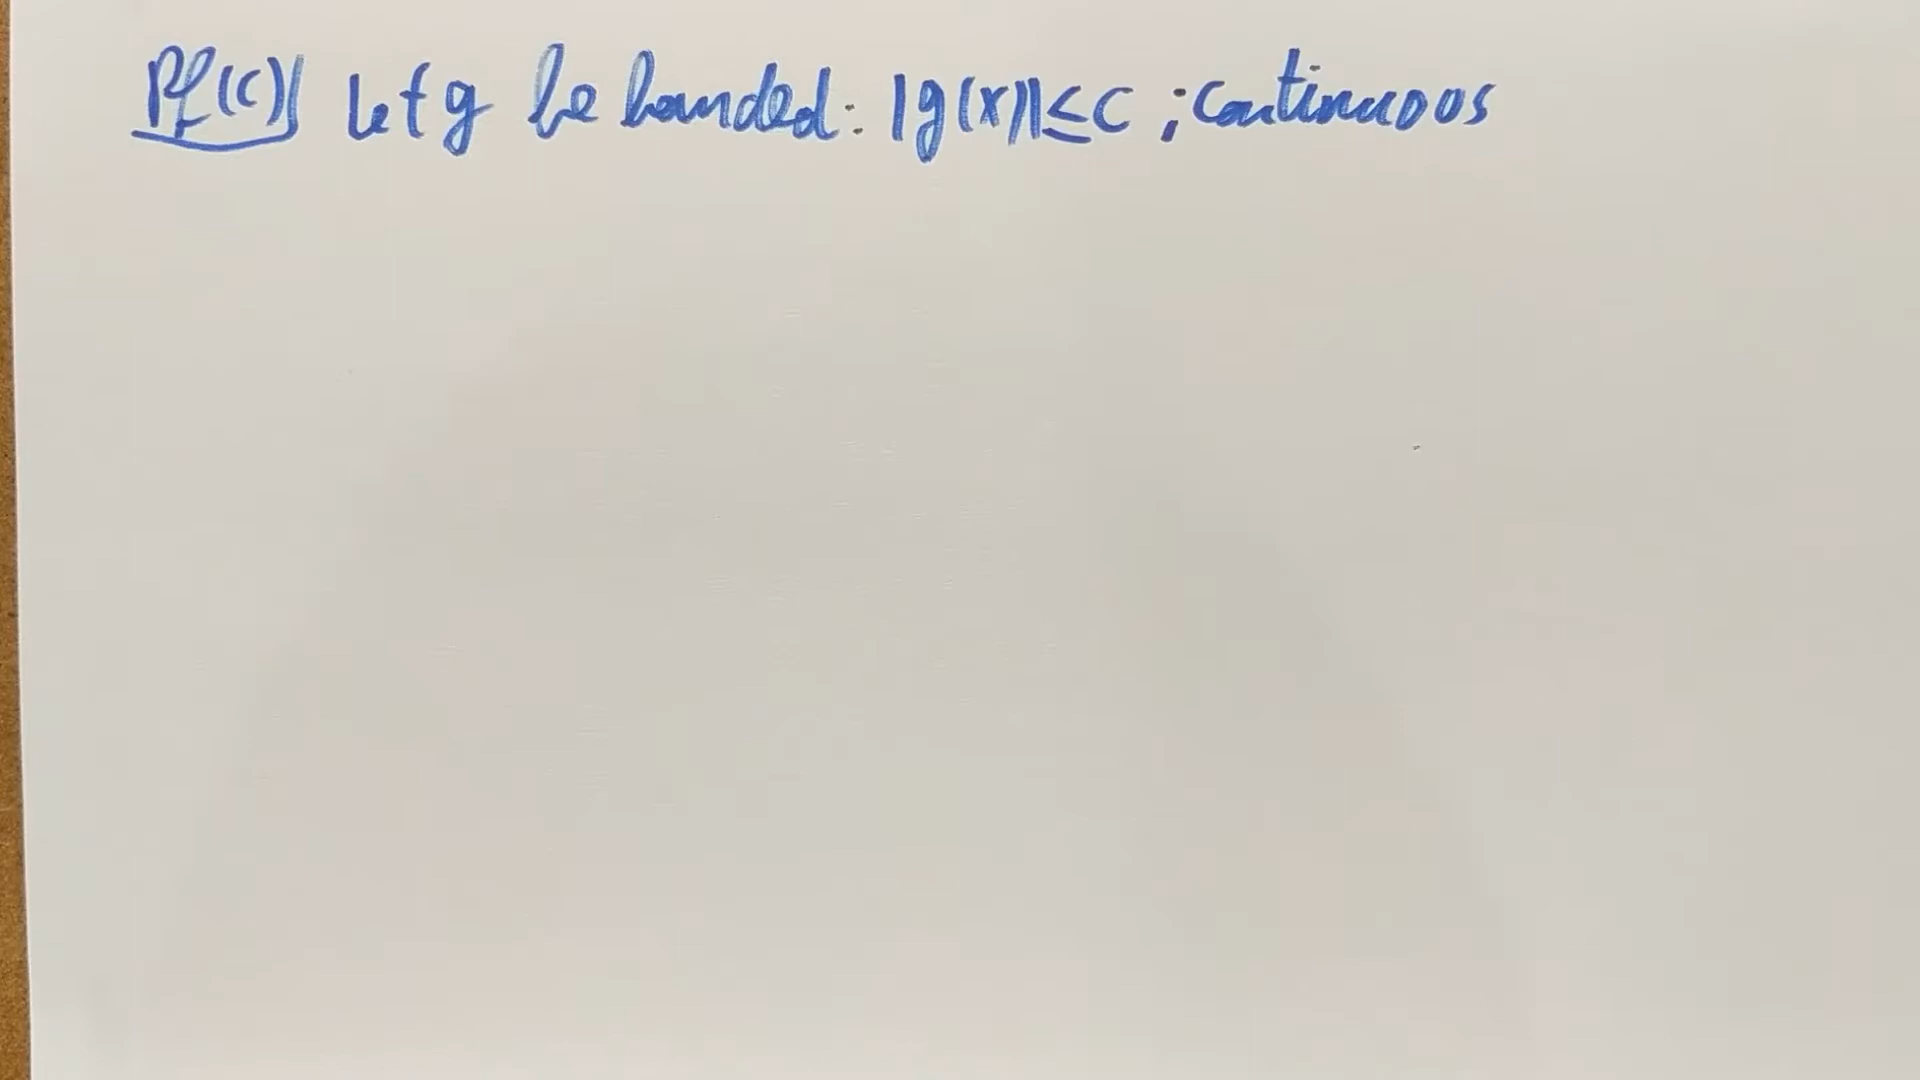 Pf(c) Let g be bounded: |g(x)|≤C ; continuous